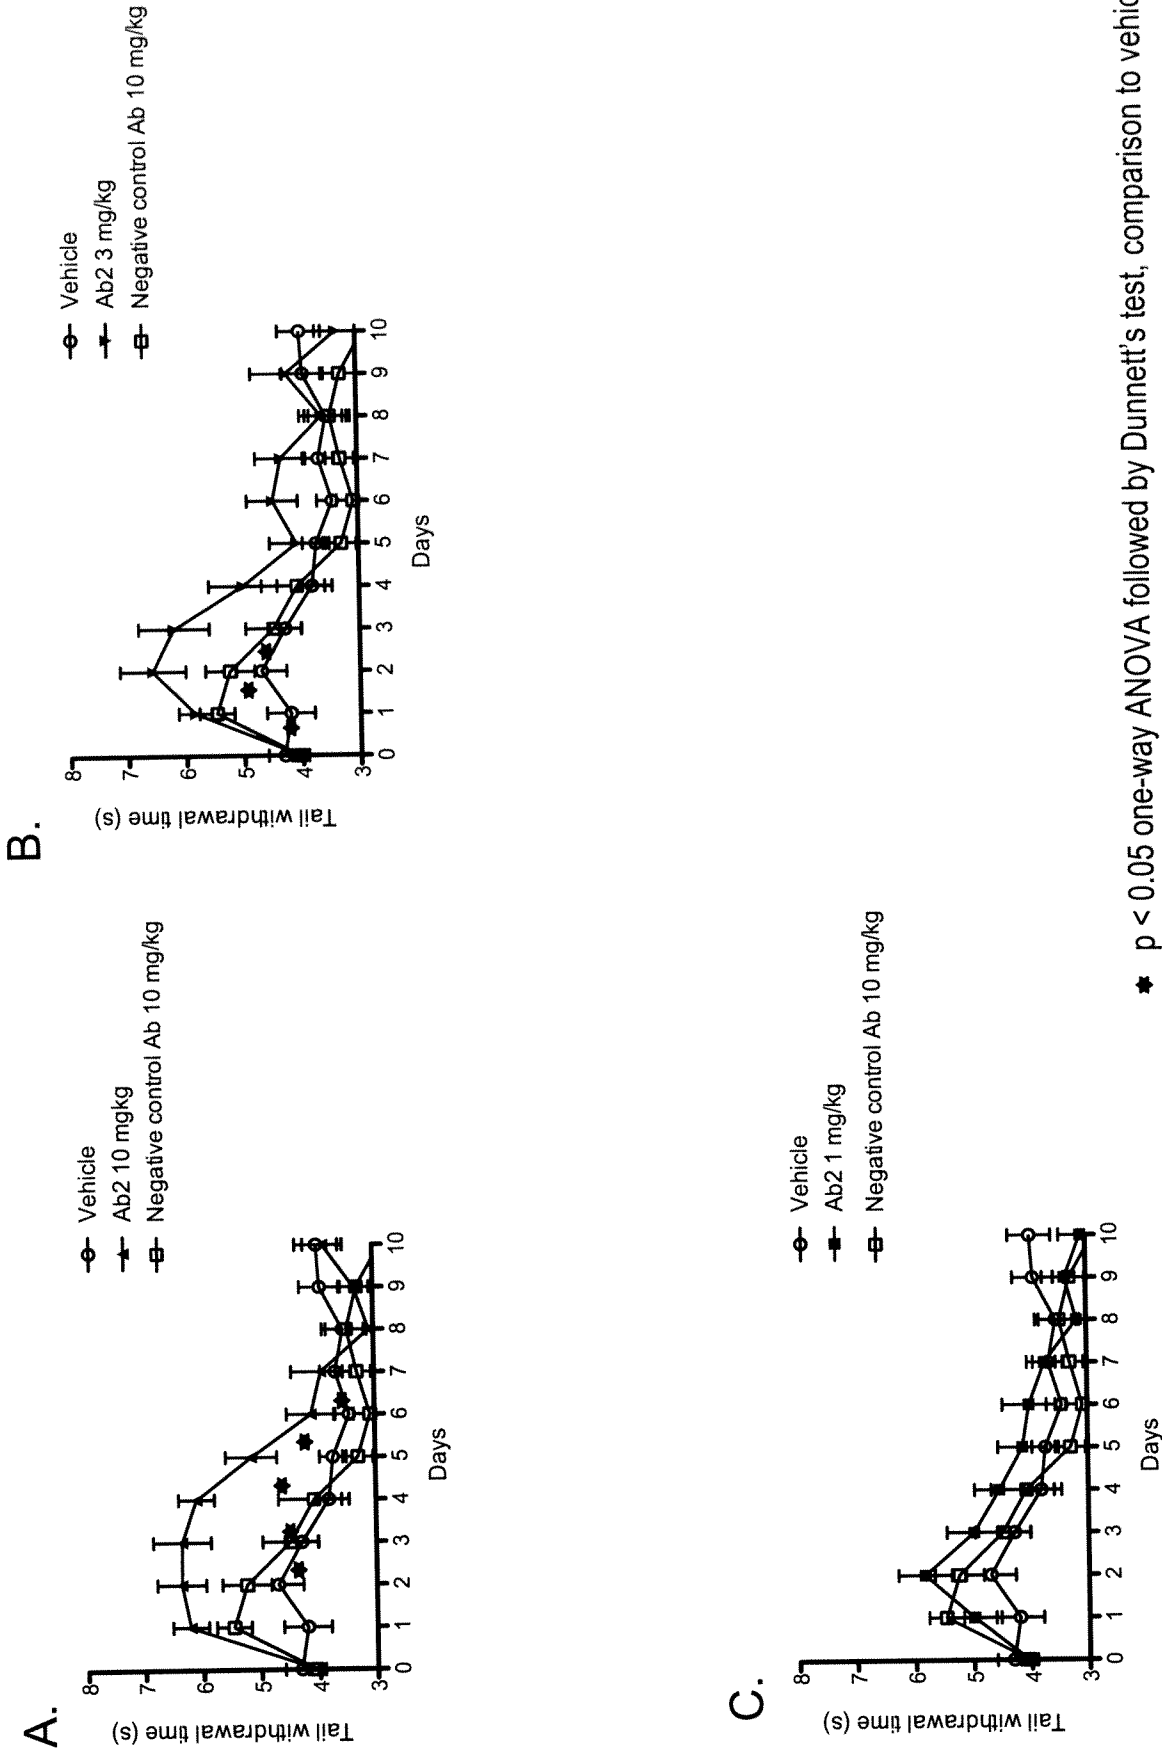 A.
Vehicle
Ab2 10 mgkg
Negative control Ab 10 mg/kg
Tail withdrawal time (s)
8
7
6
5
4
3
0 1 2 3 4 5 6 7 8 9 10
Days
B.
Vehicle
Ab2 3 mg/kg
Negative control Ab 10 mg/kg
Tail withdrawal time (s)
8
7
6
5
4
3
0 1 2 3 4 5 6 7 8 9 10
Days
C.
Vehicle
Ab2 1 mg/kg
Negative control Ab 10 mg/kg
Tail withdrawal time (s)
8
7
6
5
4
3
0 1 2 3 4 5 6 7 8 9 10
Days
* p < 0.05 one-way ANOVA followed by Dunnett's test, comparison to vehic